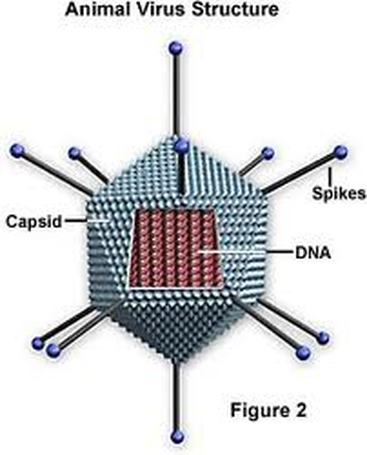 Animal Virus Structure
Spikes
Capsid
DNA
Figure 2